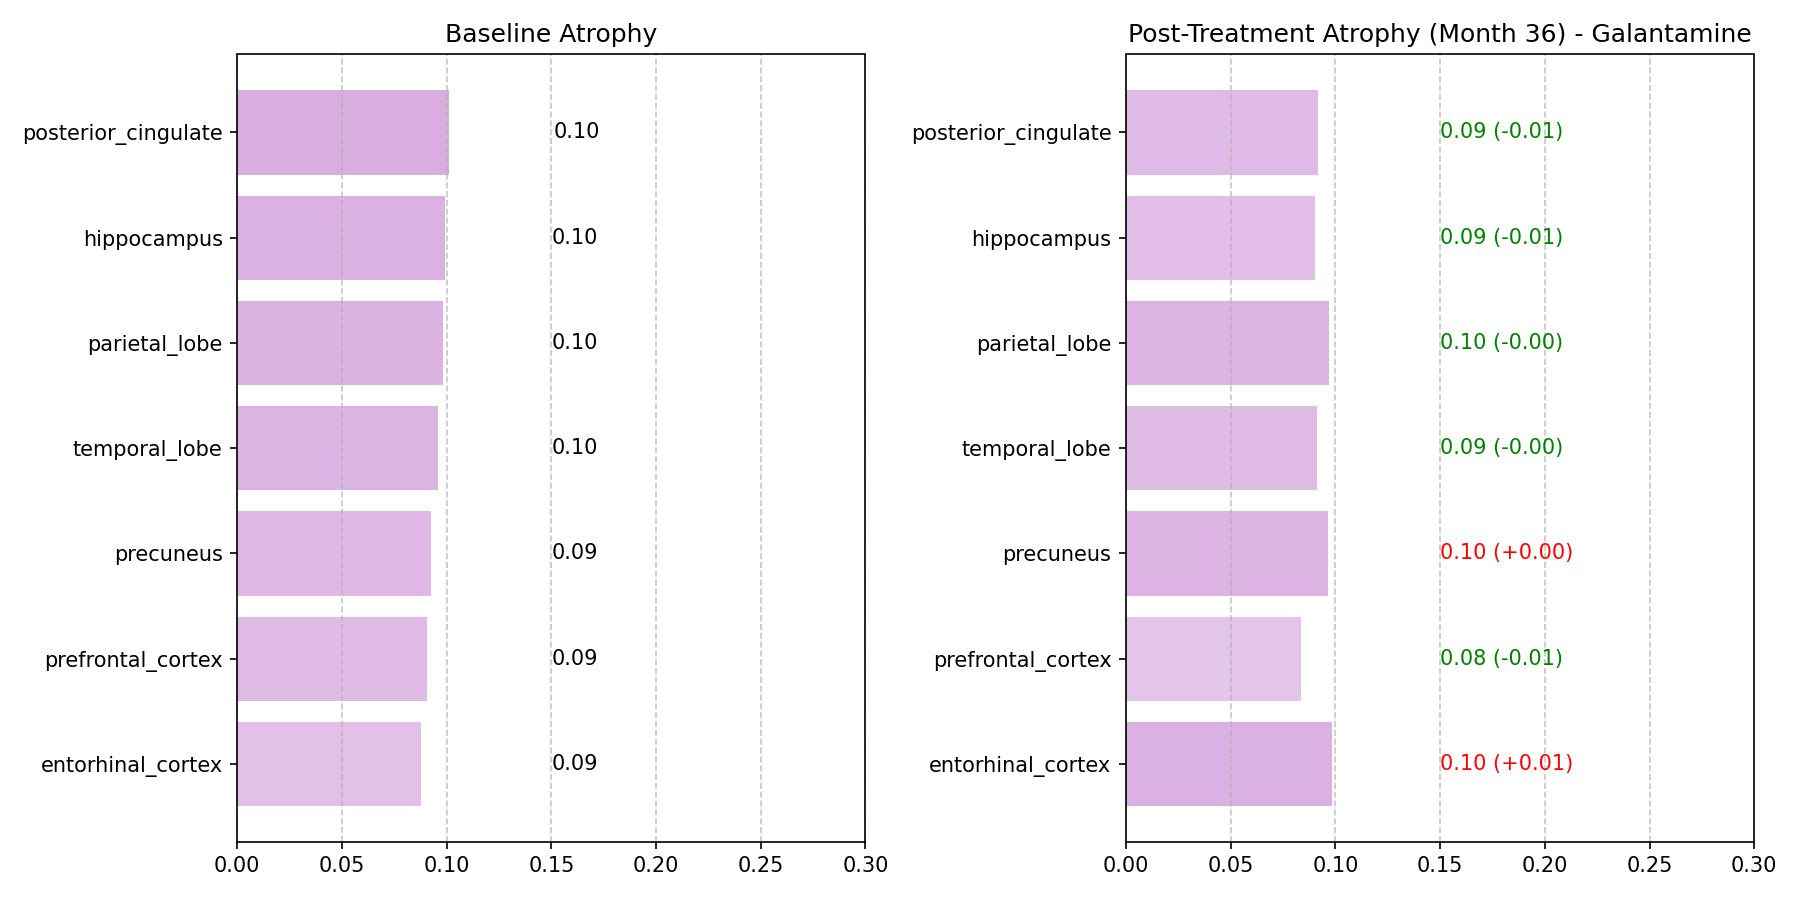 Baseline Atrophy
posterior_cingulate 0.10
hippocampus 0.10
parietal_lobe 0.10
temporal_lobe 0.10
precuneus 0.09
prefrontal_cortex 0.09
entorhinal_cortex 0.09
0.00 0.05 0.10 0.15 0.20 0.25 0.30
Post-Treatment Atrophy (Month 36) - Galantamine
posterior_cingulate 0.09 (-0.01)
hippocampus 0.09 (-0.01)
parietal_lobe 0.10 (-0.00)
temporal_lobe 0.09 (-0.00)
precuneus 0.10 (+0.00)
prefrontal_cortex 0.08 (-0.01)
entorhinal_cortex 0.10 (+0.01)
0.00 0.05 0.10 0.15 0.20 0.25 0.30